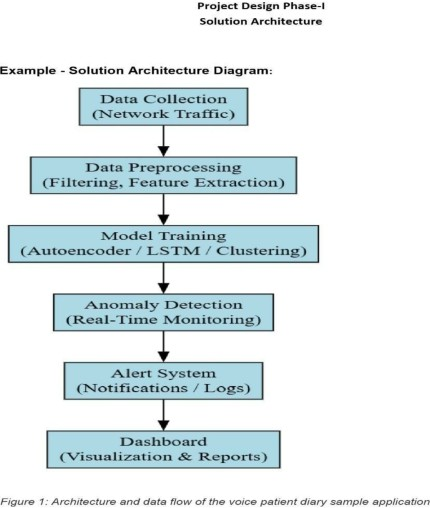 Project Design Phase-I
Solution Architecture
Example - Solution Architecture Diagram:
Data Collection
(Network Traffic)
Data Preprocessing
(Filtering, Feature Extraction)
Model Training
(Autoencoder / LSTM / Clustering)
Anomaly Detection
(Real-Time Monitoring)
Alert System
(Notifications / Logs)
Dashboard
(Visualization & Reports)
Figure 1: Architecture and data flow of the voice patient diary sample application